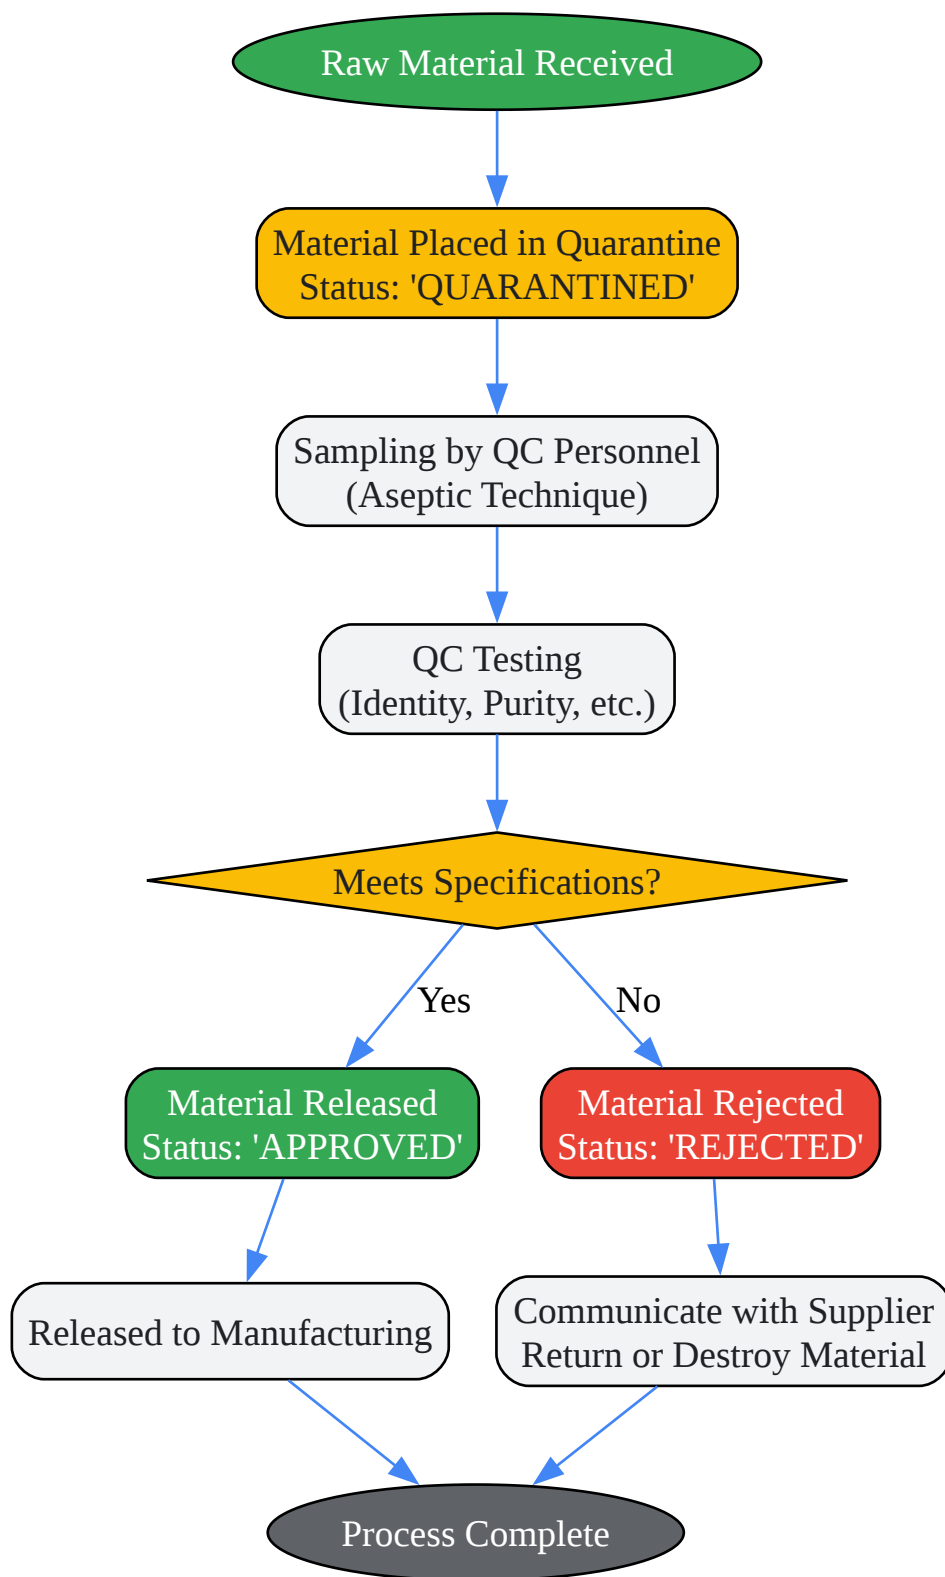 Raw Material Received
Material Placed in Quarantine
Status: 'QUARANTINED'
Sampling by QC Personnel
(Aseptic Technique)
QC Testing
(Identity, Purity, etc.)
Meets Specifications?
Yes
No
Material Released
Status: 'APPROVED'
Material Rejected
Status: 'REJECTED'
Released to Manufacturing
Communicate with Supplier
Return or Destroy Material
Process Complete